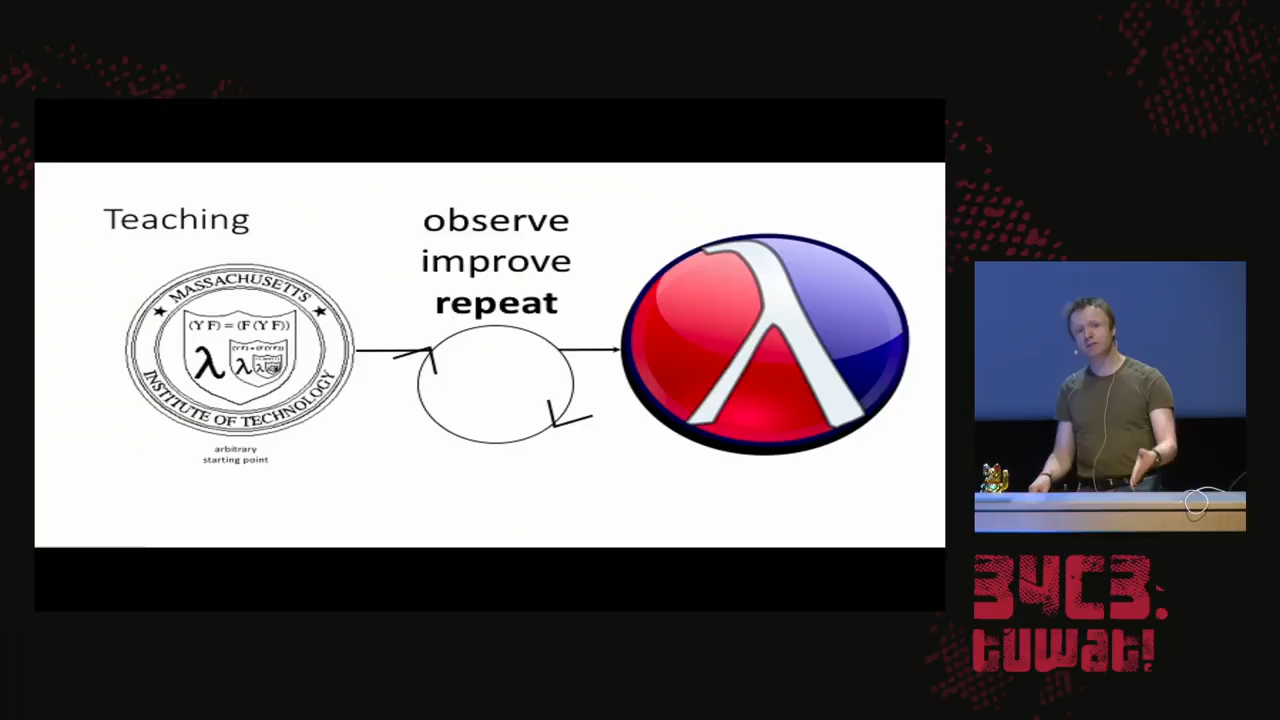 Teaching
observe
improve
repeat
MASSACHUSETTS
(Y F) = (F (Y F))
λ
λ
INSTITUTE OF TECHNOLOGY
arbitrary
starting point
λ
34C3.
tuwat!